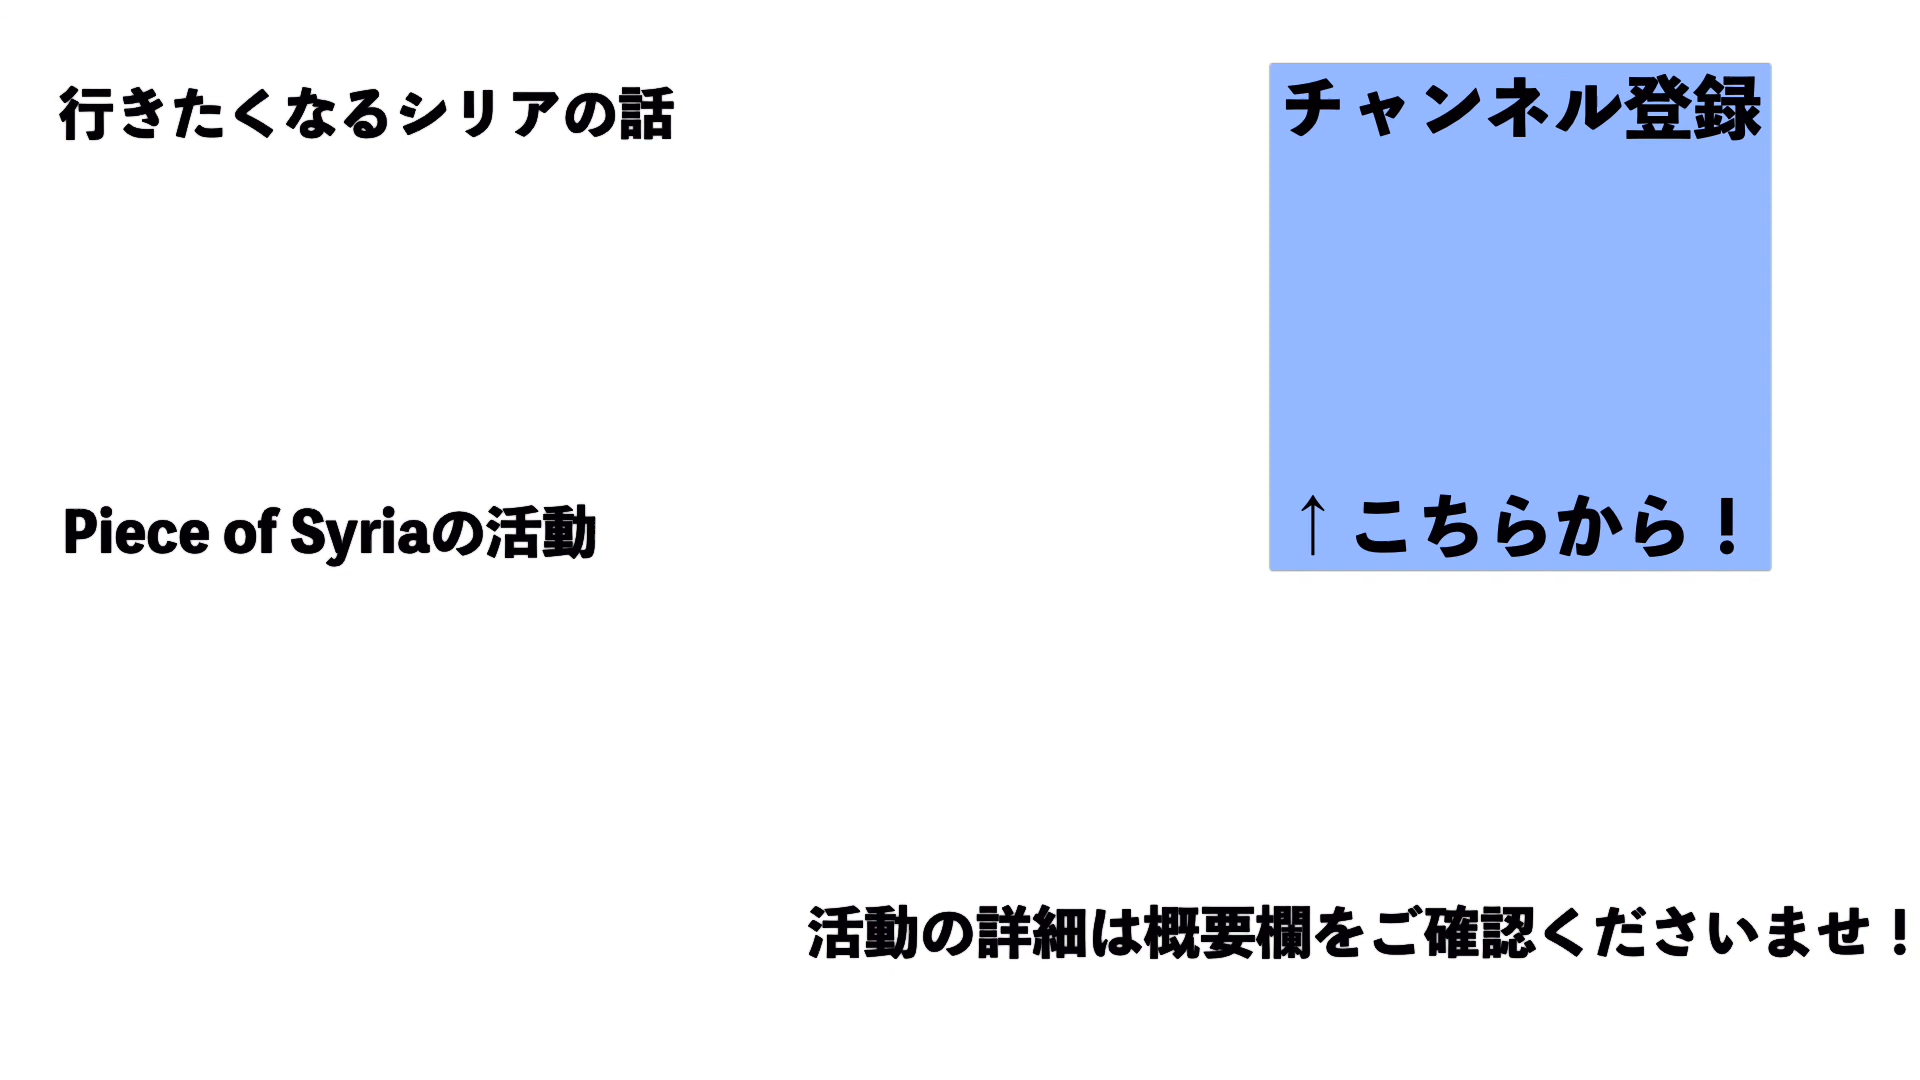 行きたくなるシリアの話
チャンネル登録
↑こちらから！
Piece of Syriaの活動
活動の詳細は概要欄をご確認くださいませ！